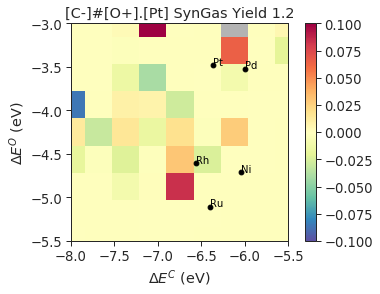 [C-]#[O+].[Pt] SynGas Yield 1.2
−3.0
−3.5
−4.0
−4.5
−5.0
−5.5
ΔE^O (eV)
Pt
Pd
Rh
Ni
Ru
−8.0 −7.5 −7.0 −6.5 −6.0 −5.5
ΔE^C (eV)
0.100
0.075
0.050
0.025
0.000
−0.025
−0.050
−0.075
−0.100